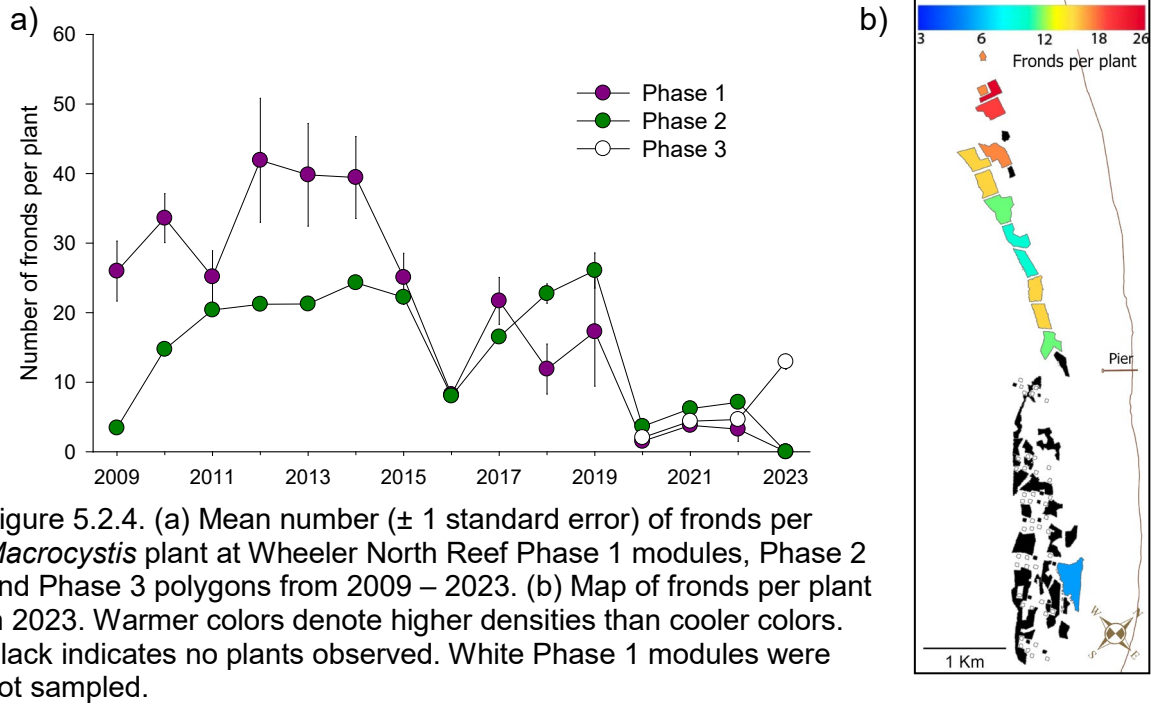 a)
60
50
40
30
20
10
0
Number of fronds per plant
Phase 1
Phase 2
Phase 3
2009 2011 2013 2015 2017 2019 2021 2023
b)
3 6 12 18 26
Fronds per plant
Pier
1 Km
W N
S E
igure 5.2.4. (a) Mean number (± 1 standard error) of fronds per
Macrocystis plant at Wheeler North Reef Phase 1 modules, Phase 2
nd Phase 3 polygons from 2009 – 2023. (b) Map of fronds per plant
n 2023. Warmer colors denote higher densities than cooler colors.
lack indicates no plants observed. White Phase 1 modules were
ot sampled.